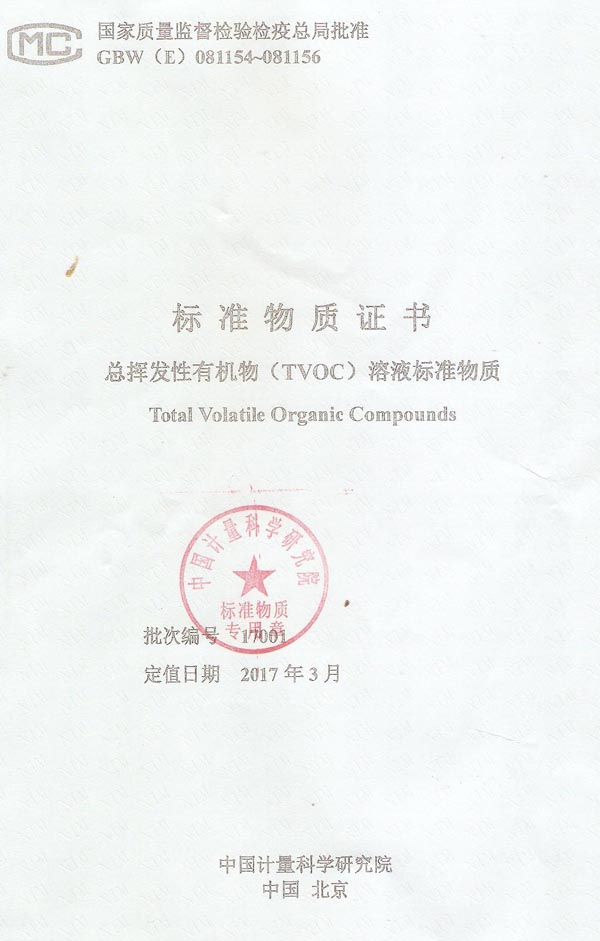 MC
国家质量监督检验检疫总局批准
GBW（E）081154~081156
标准物质证书
总挥发性有机物（TVOC）溶液标准物质
Total Volatile Organic Compounds
中国计量科学研究院
标准物质
专用章
批次编号 17001
定值日期 2017 年 3 月
中国计量科学研究院
中国 北京